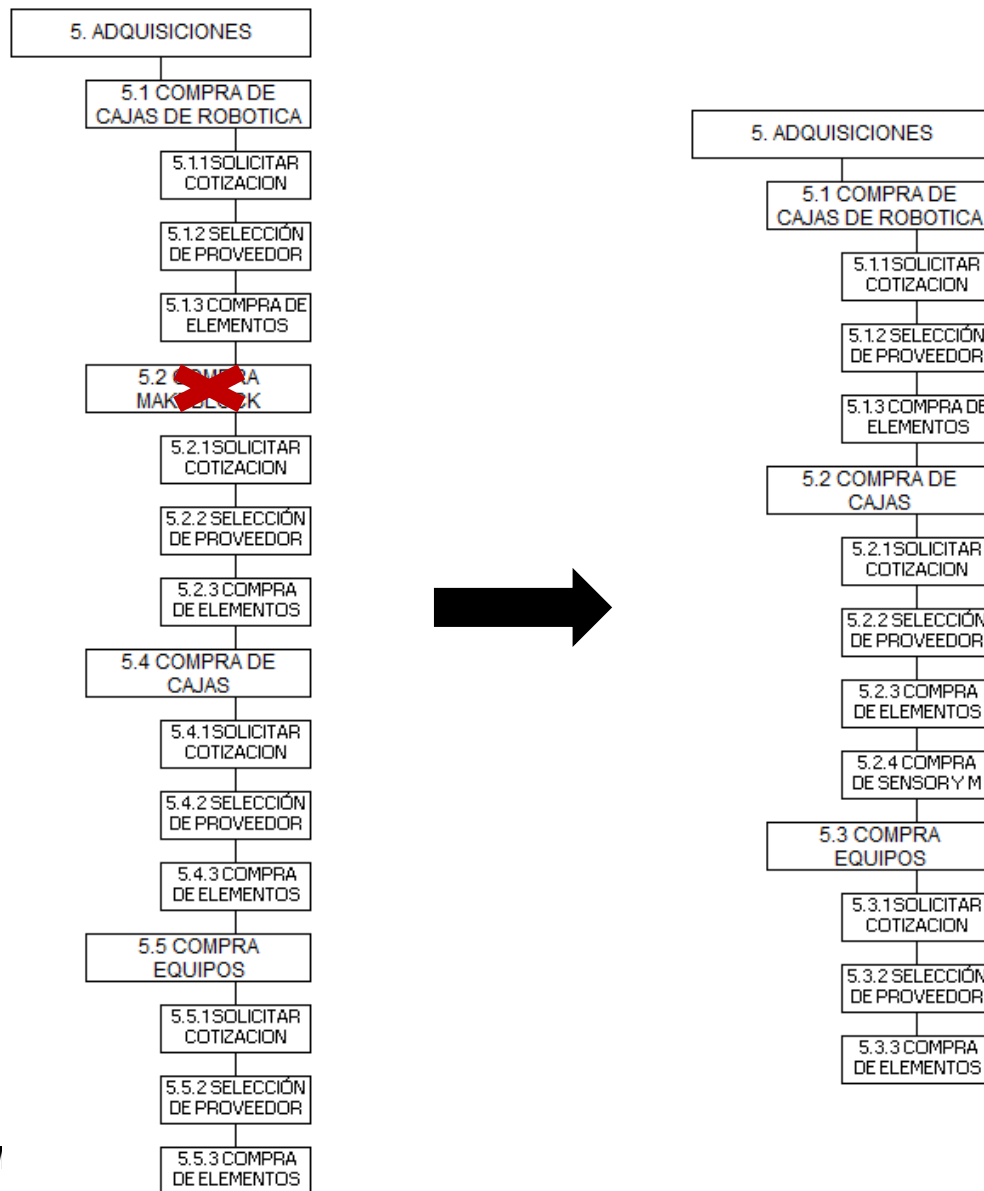 5. ADQUISICIONES
5.1 COMPRA DE
CAJAS DE ROBOTICA
5.1.1 SOLICITAR
COTIZACION
5.1.2 SELECCIÓN
DE PROVEEDOR
5.1.3 COMPRA DE
ELEMENTOS
5.2
5.2.1 SOLICITAR
COTIZACION
5.2.2 SELECCIÓN
DE PROVEEDOR
5.2.3 COMPRA
DE ELEMENTOS
5.4 COMPRA DE
CAJAS
5.4.1 SOLICITAR
COTIZACION
5.4.2 SELECCIÓN
DE PROVEEDOR
5.4.3 COMPRA
DE ELEMENTOS
5.5 COMPRA
EQUIPOS
5.5.1 SOLICITAR
COTIZACION
5.5.2 SELECCIÓN
DE PROVEEDOR
5.5.3 COMPRA
DE ELEMENTOS
5. ADQUISICIONES
5.1 COMPRA DE
CAJAS DE ROBOTICA
5.1.1 SOLICITAR
COTIZACION
5.1.2 SELECCIÓN
DE PROVEEDOR
5.1.3 COMPRA DE
ELEMENTOS
5.2 COMPRA DE
CAJAS
5.2.1 SOLICITAR
COTIZACION
5.2.2 SELECCIÓN
DE PROVEEDOR
5.2.3 COMPRA
DE ELEMENTOS
5.2.4 COMPRA
DE SENSOR Y M
5.3 COMPRA
EQUIPOS
5.3.1 SOLICITAR
COTIZACION
5.3.2 SELECCIÓN
DE PROVEEDOR
5.3.3 COMPRA
DE ELEMENTOS